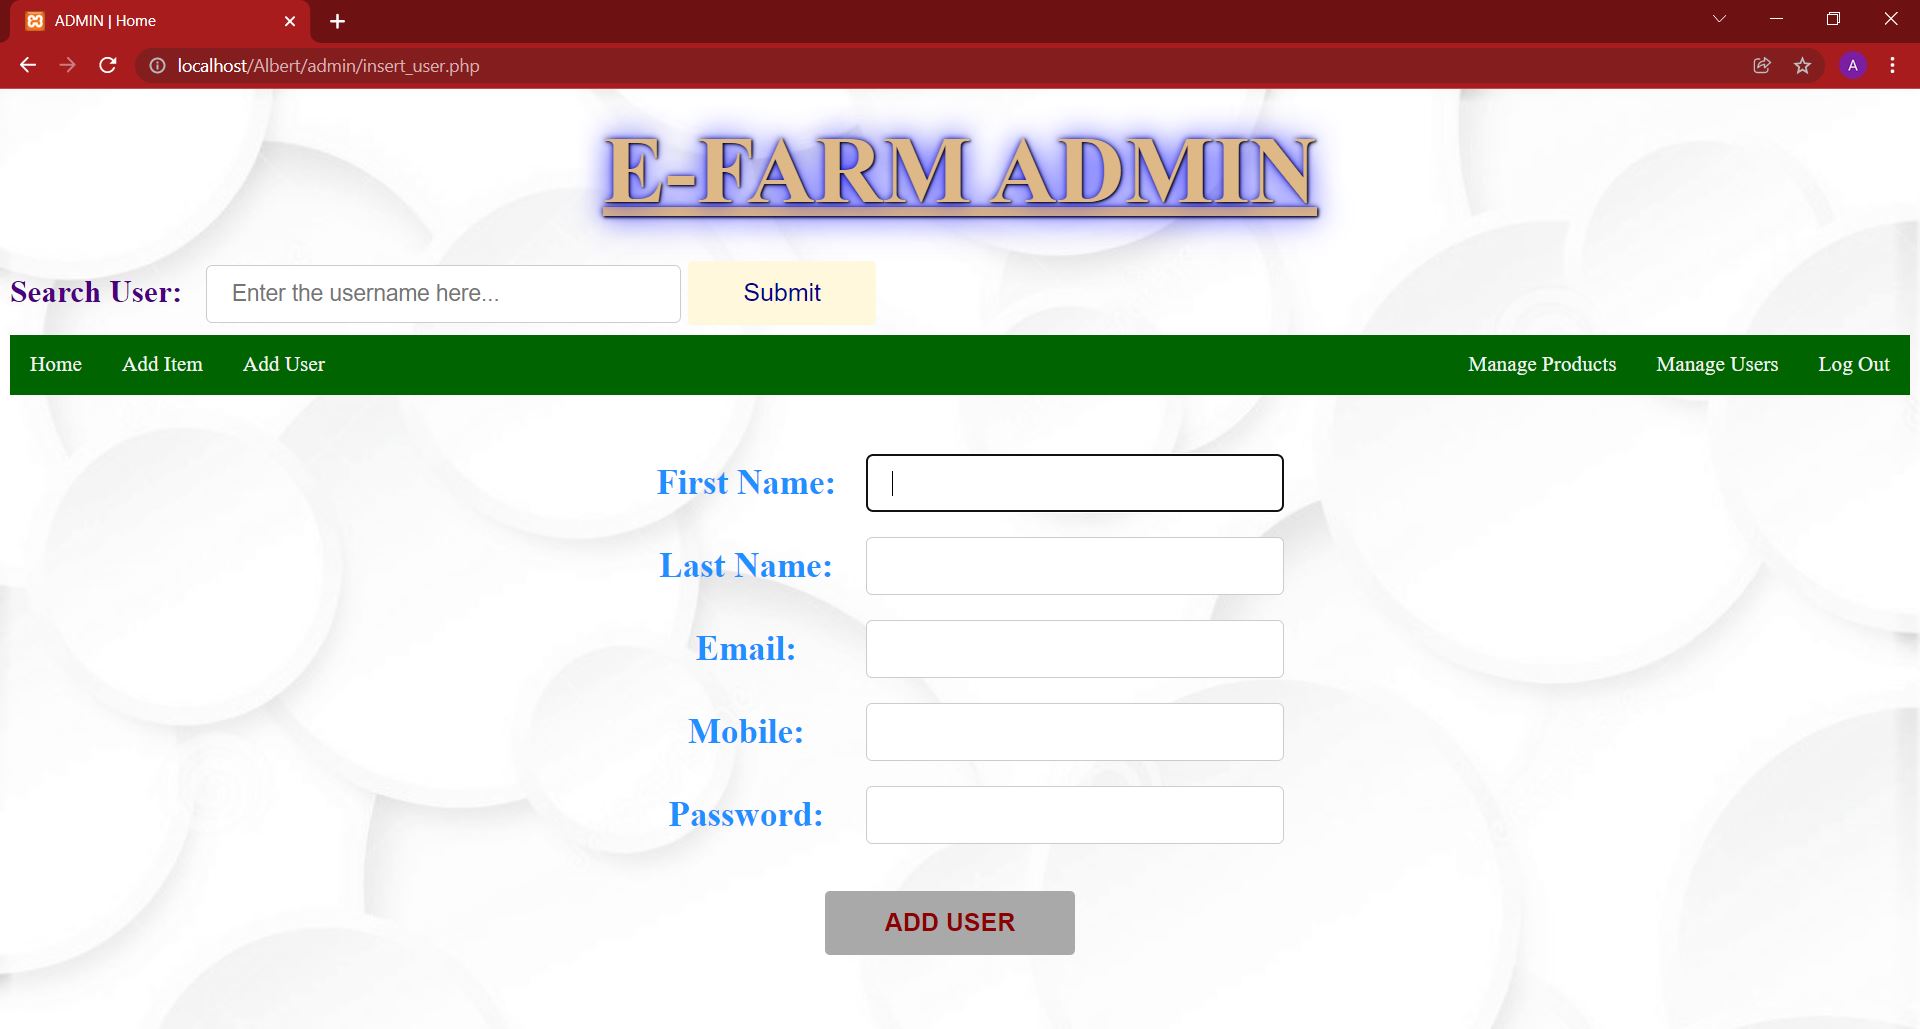 ADMIN | Home
localhost/Albert/admin/insert_user.php
A
E-FARM ADMIN
Search User: Enter the username here... Submit
Home Add Item Add User Manage Products Manage Users Log Out
First Name:
Last Name:
Email:
Mobile:
Password:
ADD USER